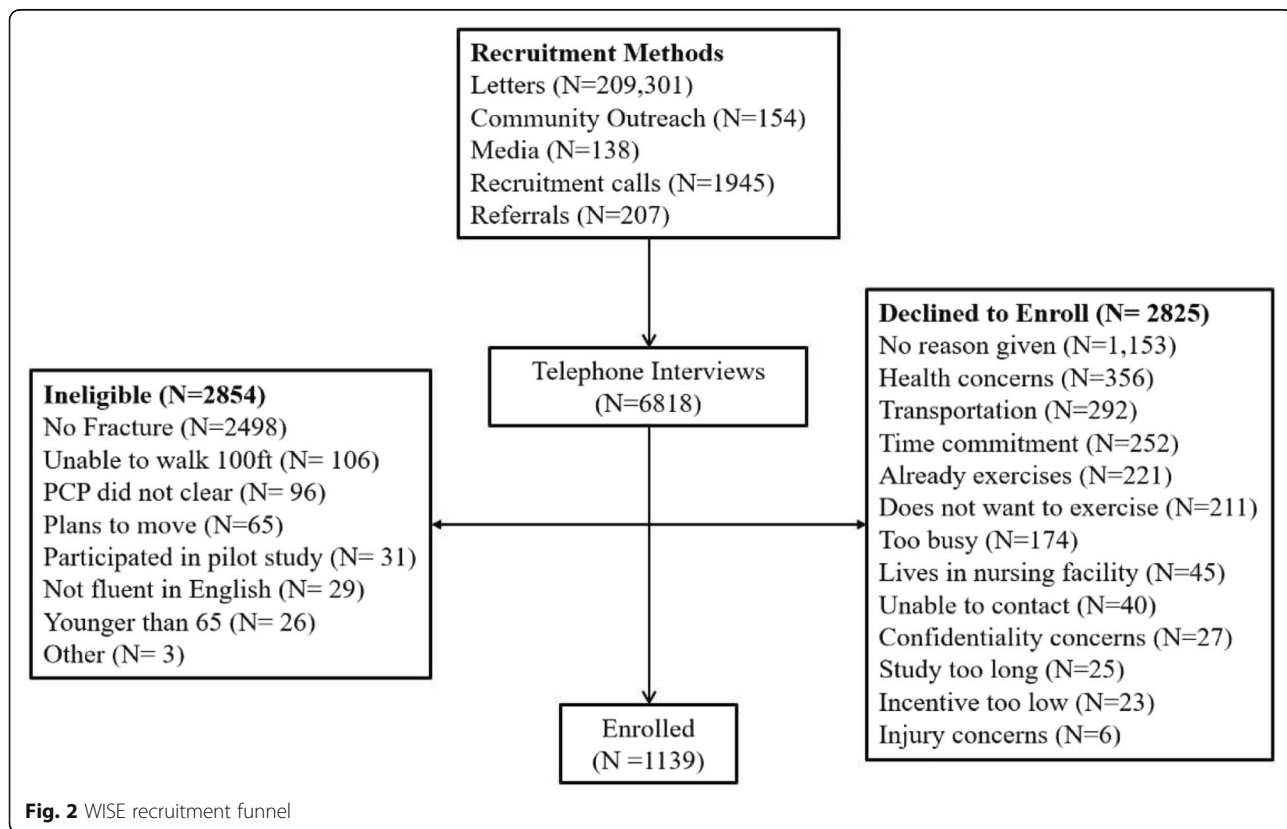 Recruitment Methods
Letters (N=209,301)
Community Outreach (N=154)
Media (N=138)
Recruitment calls (N=1945)
Referrals (N=207)
Telephone Interviews
(N=6818)
Ineligible (N=2854)
No Fracture (N=2498)
Unable to walk 100ft (N= 106)
PCP did not clear (N= 96)
Plans to move (N=65)
Participated in pilot study (N= 31)
Not fluent in English (N= 29)
Younger than 65 (N= 26)
Other (N= 3)
Declined to Enroll (N= 2825)
No reason given (N=1,153)
Health concerns (N=356)
Transportation (N=292)
Time commitment (N=252)
Already exercises (N=221)
Does not want to exercise (N=211)
Too busy (N=174)
Lives in nursing facility (N=45)
Unable to contact (N=40)
Confidentiality concerns (N=27)
Study too long (N=25)
Incentive too low (N=23)
Injury concerns (N=6)
Enrolled
(N =1139)
Fig. 2 WISE recruitment funnel